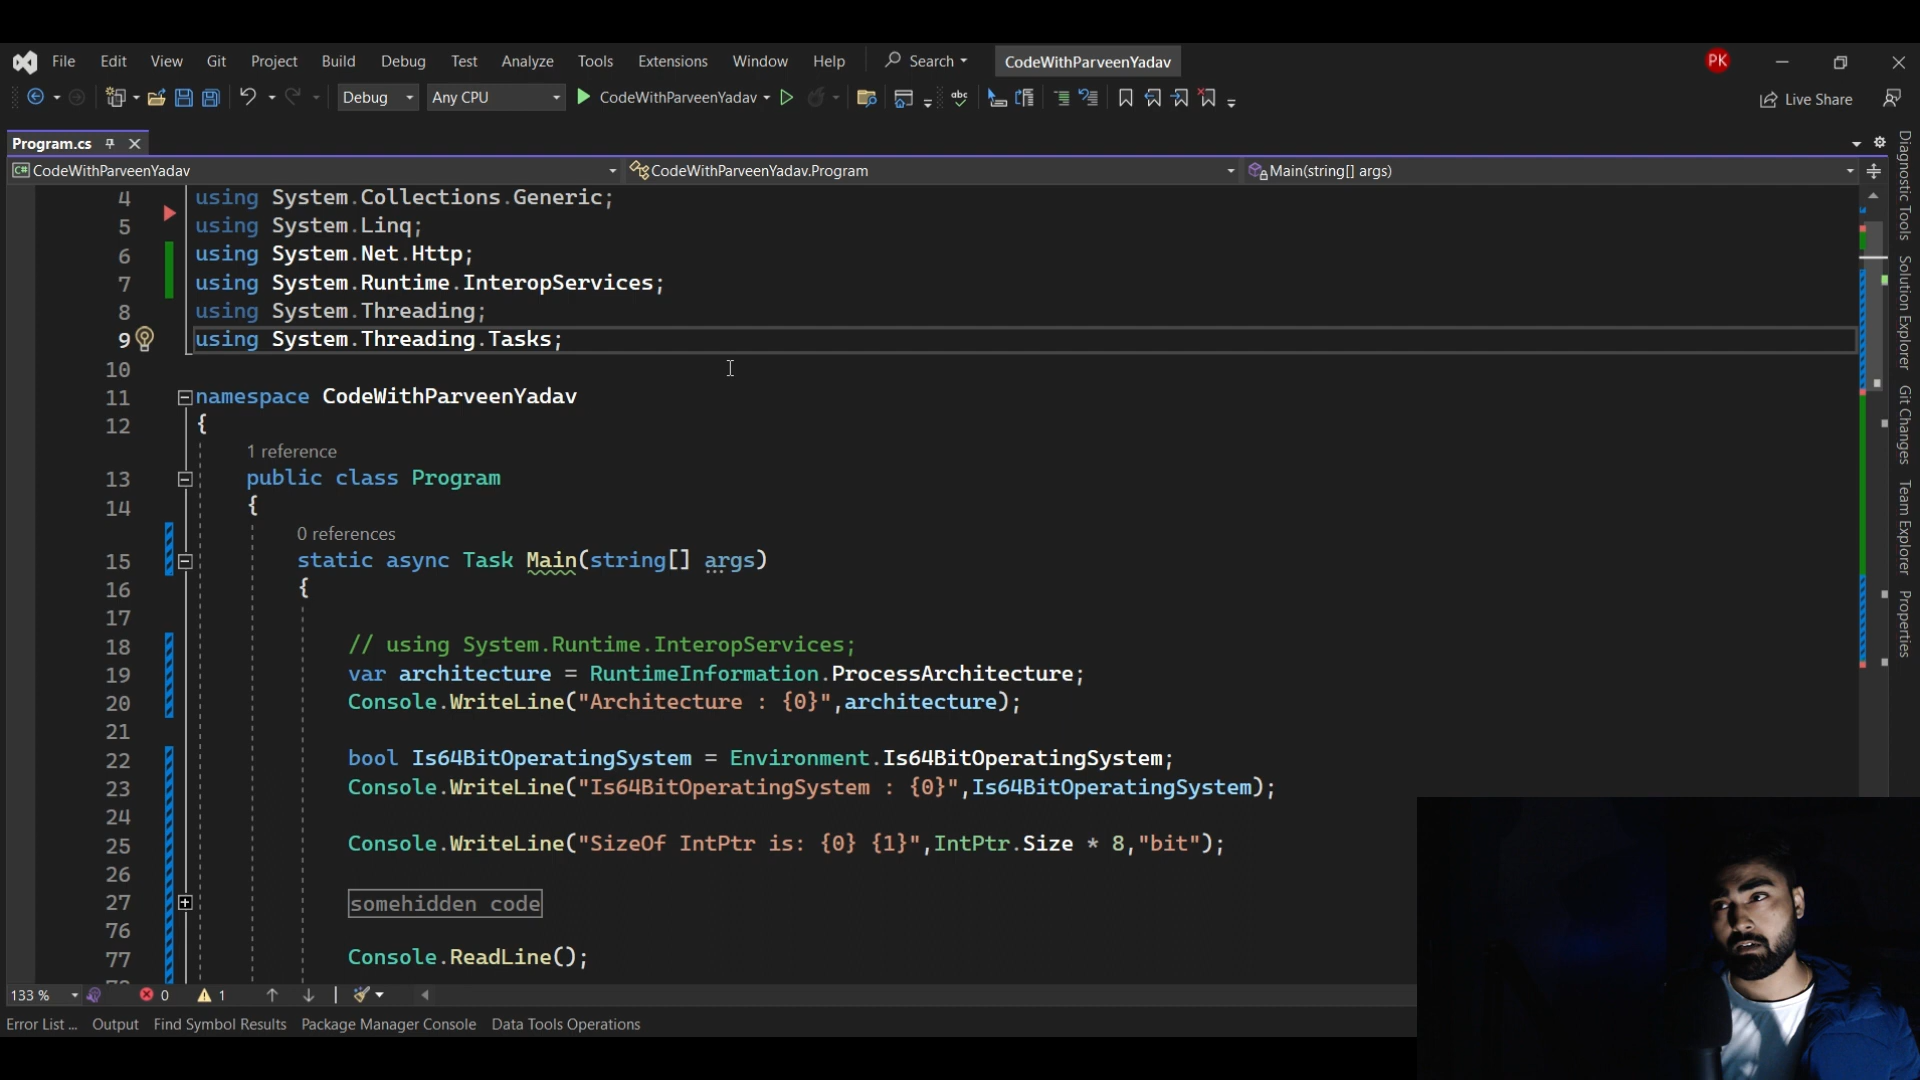 File Edit View Git Project Build Debug Test Analyze Tools Extensions Window Help Search CodeWithParveenYadav PK
Debug Any CPU CodeWithParveenYadav abc Live Share
Program.cs
C# CodeWithParveenYadav CodeWithParveenYadav.Program Main(string[] args)
4 using System.Collections.Generic;
5 using System.Linq;
6 using System.Net.Http;
7 using System.Runtime.InteropServices;
8 using System.Threading;
9 using System.Threading.Tasks;
10
11 namespace CodeWithParveenYadav
12 {
1 reference
13 public class Program
14 {
0 references
15 static async Task Main(string[] args)
16 {
17
18 // using System.Runtime.InteropServices;
19 var architecture = RuntimeInformation.ProcessArchitecture;
20 Console.WriteLine("Architecture : {0}",architecture);
21
22 bool Is64BitOperatingSystem = Environment.Is64BitOperatingSystem;
23 Console.WriteLine("Is64BitOperatingSystem : {0}",Is64BitOperatingSystem);
24
25 Console.WriteLine("SizeOf IntPtr is: {0} {1}",IntPtr.Size * 8,"bit");
26
27 somehidden code
76
77 Console.ReadLine();
133 % 0 1
Error List ... Output Find Symbol Results Package Manager Console Data Tools Operations
Diagnostic Tools
Solution Explorer
Git Changes
Team Explorer
Properties